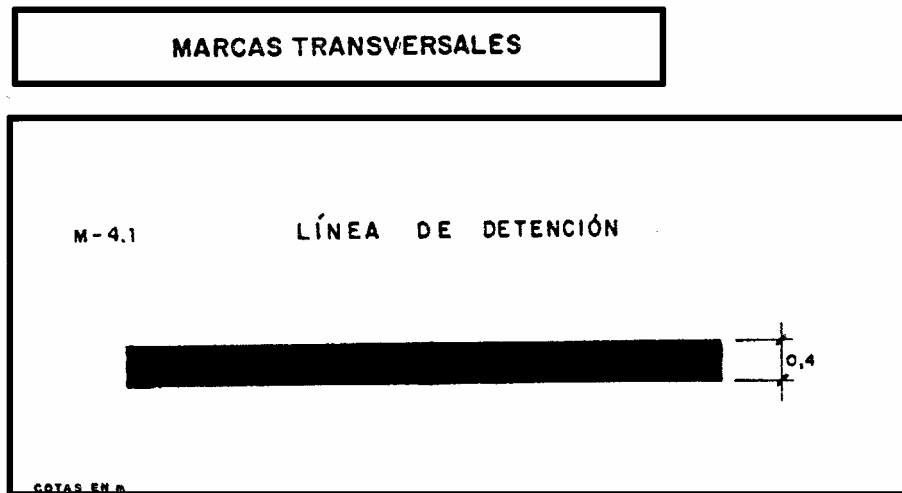 MARCAS TRANSVERSALES
M-4.1 LÍNEA DE DETENCIÓN
0,4
COTAS EN m